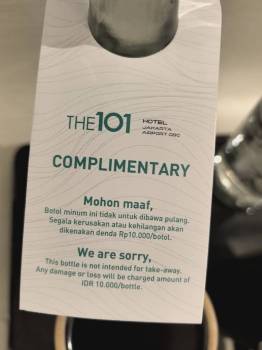 THE 101
HOTEL
JAKARTA
AIRPORT CBC
COMPLIMENTARY
Mohon maaf,
Botol minum ini tidak untuk dibawa pulang.
Segala kerusakan atau kehilangan akan
dikenakan denda Rp10.000/botol.
We are sorry,
This bottle is not intended for take-away.
Any damage or loss will be charged amount of
IDR 10.000/bottle.